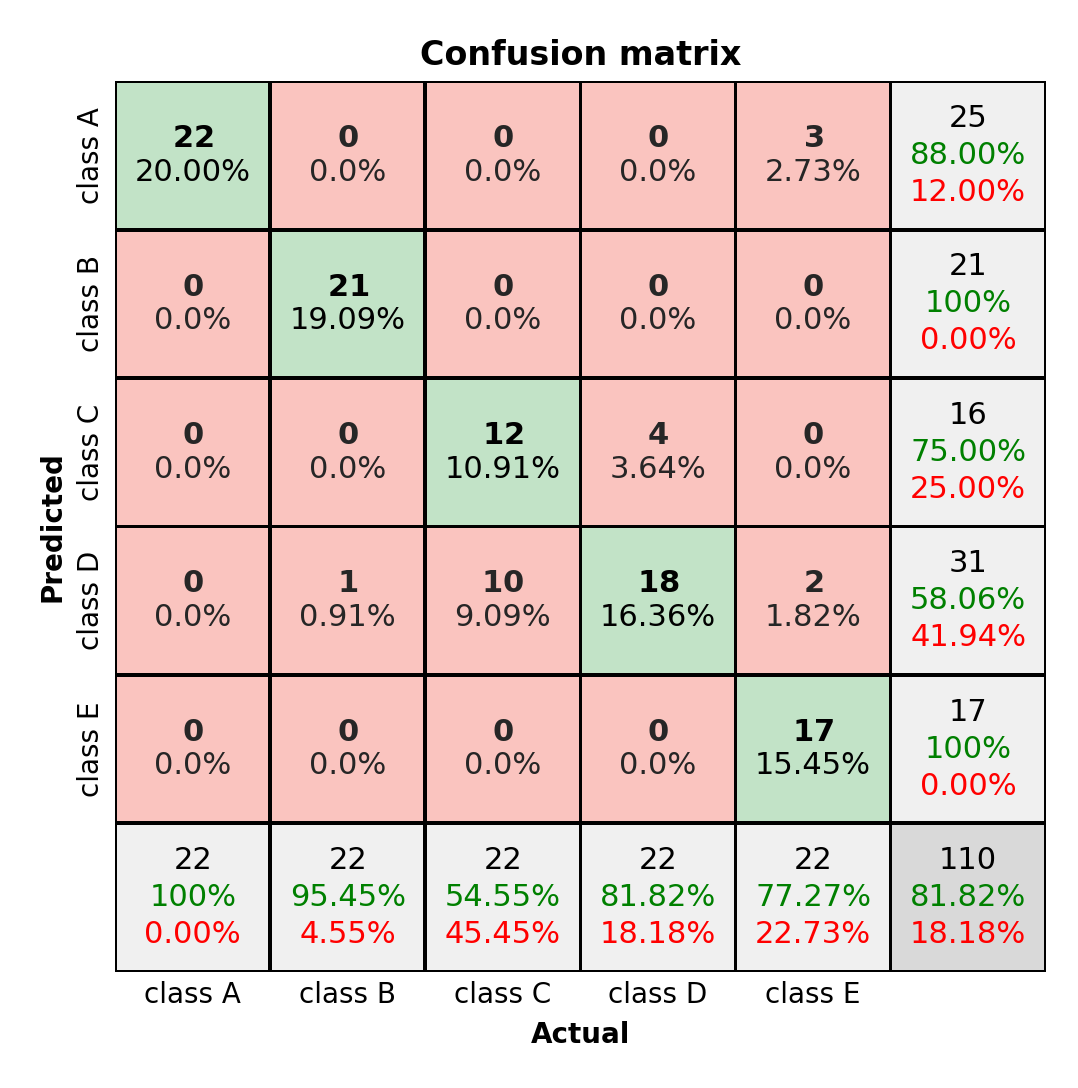 Confusion matrix
Predicted
class A
22 0 0 0 3 25
20.00% 0.0% 0.0% 0.0% 2.73% 88.00%
12.00%
class B
0 21 0 0 0 21
0.0% 19.09% 0.0% 0.0% 0.0% 100%
0.00%
class C
0 0 12 4 0 16
0.0% 0.0% 10.91% 3.64% 0.0% 75.00%
25.00%
class D
0 1 10 18 2 31
0.0% 0.91% 9.09% 16.36% 1.82% 58.06%
41.94%
class E
0 0 0 0 17 17
0.0% 0.0% 0.0% 0.0% 15.45% 100%
0.00%
22 22 22 22 22 110
100% 95.45% 54.55% 81.82% 77.27% 81.82%
0.00% 4.55% 45.45% 18.18% 22.73% 18.18%
class A class B class C class D class E
Actual